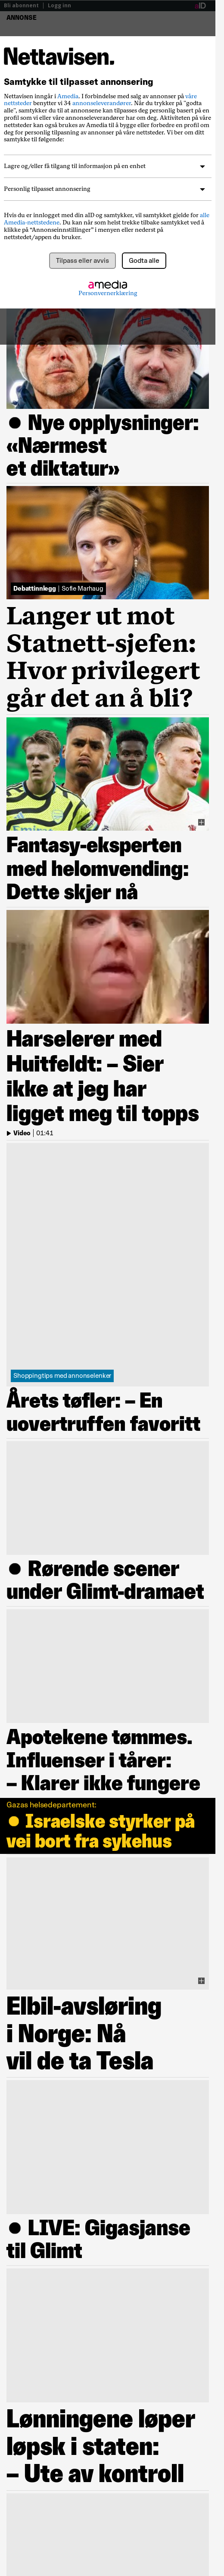 Bli abonnent | Logg inn
aID
ANNONSE
Nettavisen.
Samtykke til tilpasset annonsering
Nettavisen inngår i Amedia. I forbindelse med salg av annonser på våre
nettsteder benytter vi 34 annonseleverandører. Når du trykker på "godta
alle", samtykker du til at annonsene kan tilpasses deg personlig basert på en
profil som vi eller våre annonseleverandører har om deg. Aktivitetene på våre
nettsteder kan også brukes av Amedia til å bygge eller forbedre en profil om
deg for personlig tilpasning av annonser på våre nettsteder. Vi ber om ditt
samtykke til følgende:
Lagre og/eller få tilgang til informasjon på en enhet
Personlig tilpasset annonsering
Hvis du er innlogget med din aID og samtykker, vil samtykket gjelde for alle
Amedia-nettstedene. Du kan når som helst trekke tilbake samtykket ved å
klikke på “Annonseinnstillinger” i menyen eller nederst på
nettstedet/appen du bruker.
Tilpass eller avvis
Godta alle
amedia
Personvernerklæring
● Nye opplysninger:
«Nærmest
et diktatur»
Debattinnlegg | Sofie Marhaug
Langer ut mot
Statnett-sjefen:
Hvor privilegert
går det an å bli?
Fantasy-eksperten
med helomvending:
Dette skjer nå
Harselerer med
Huitfeldt: – Sier
ikke at jeg har
ligget meg til topps
Video | 01:41
Shoppingtips med annonselenker
Årets tøfler: – En
uovertruffen favoritt
● Rørende scener
under Glimt-dramaet
Apotekene tømmes.
Influenser i tårer:
– Klarer ikke fungere
Gazas helsedepartement:
● Israelske styrker på
vei bort fra sykehus
Elbil-avsløring
i Norge: Nå
vil de ta Tesla
● LIVE: Gigasjanse
til Glimt
Lønningene løper
løpsk i staten:
– Ute av kontroll